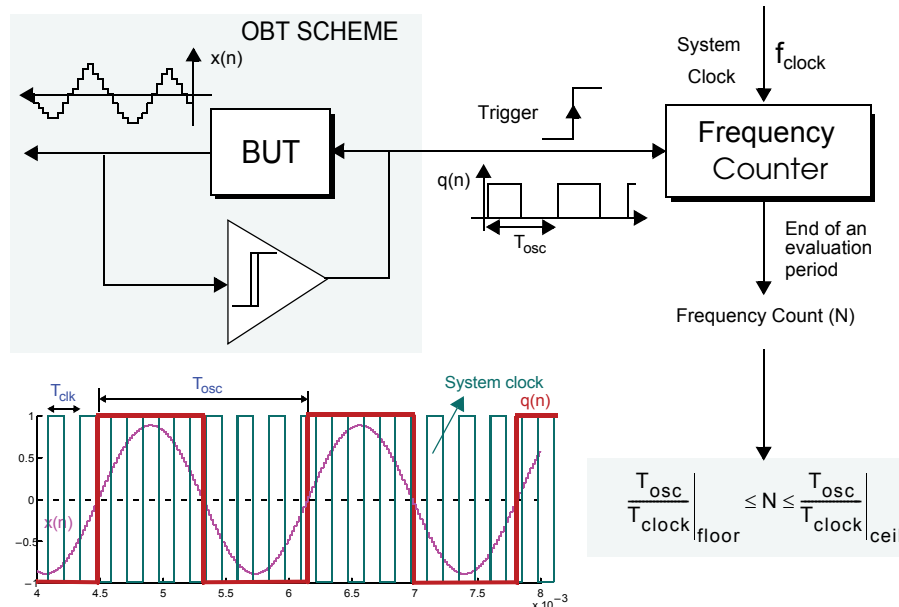 OBT SCHEME
x(n)
BUT
System
Clock
f_clock
Trigger
Frequency
Counter
q(n)
T_osc
End of an
evaluation
period
Frequency Count (N)
T_clk
T_osc
System clock
q(n)
1
0.5
0
x(n)
−0.5
−1
4
4.5
5
5.5
6
6.5
7
7.5
8
x 10^−3
T_osc/T_clock|floor ≤ N ≤ T_osc/T_clock|ceil